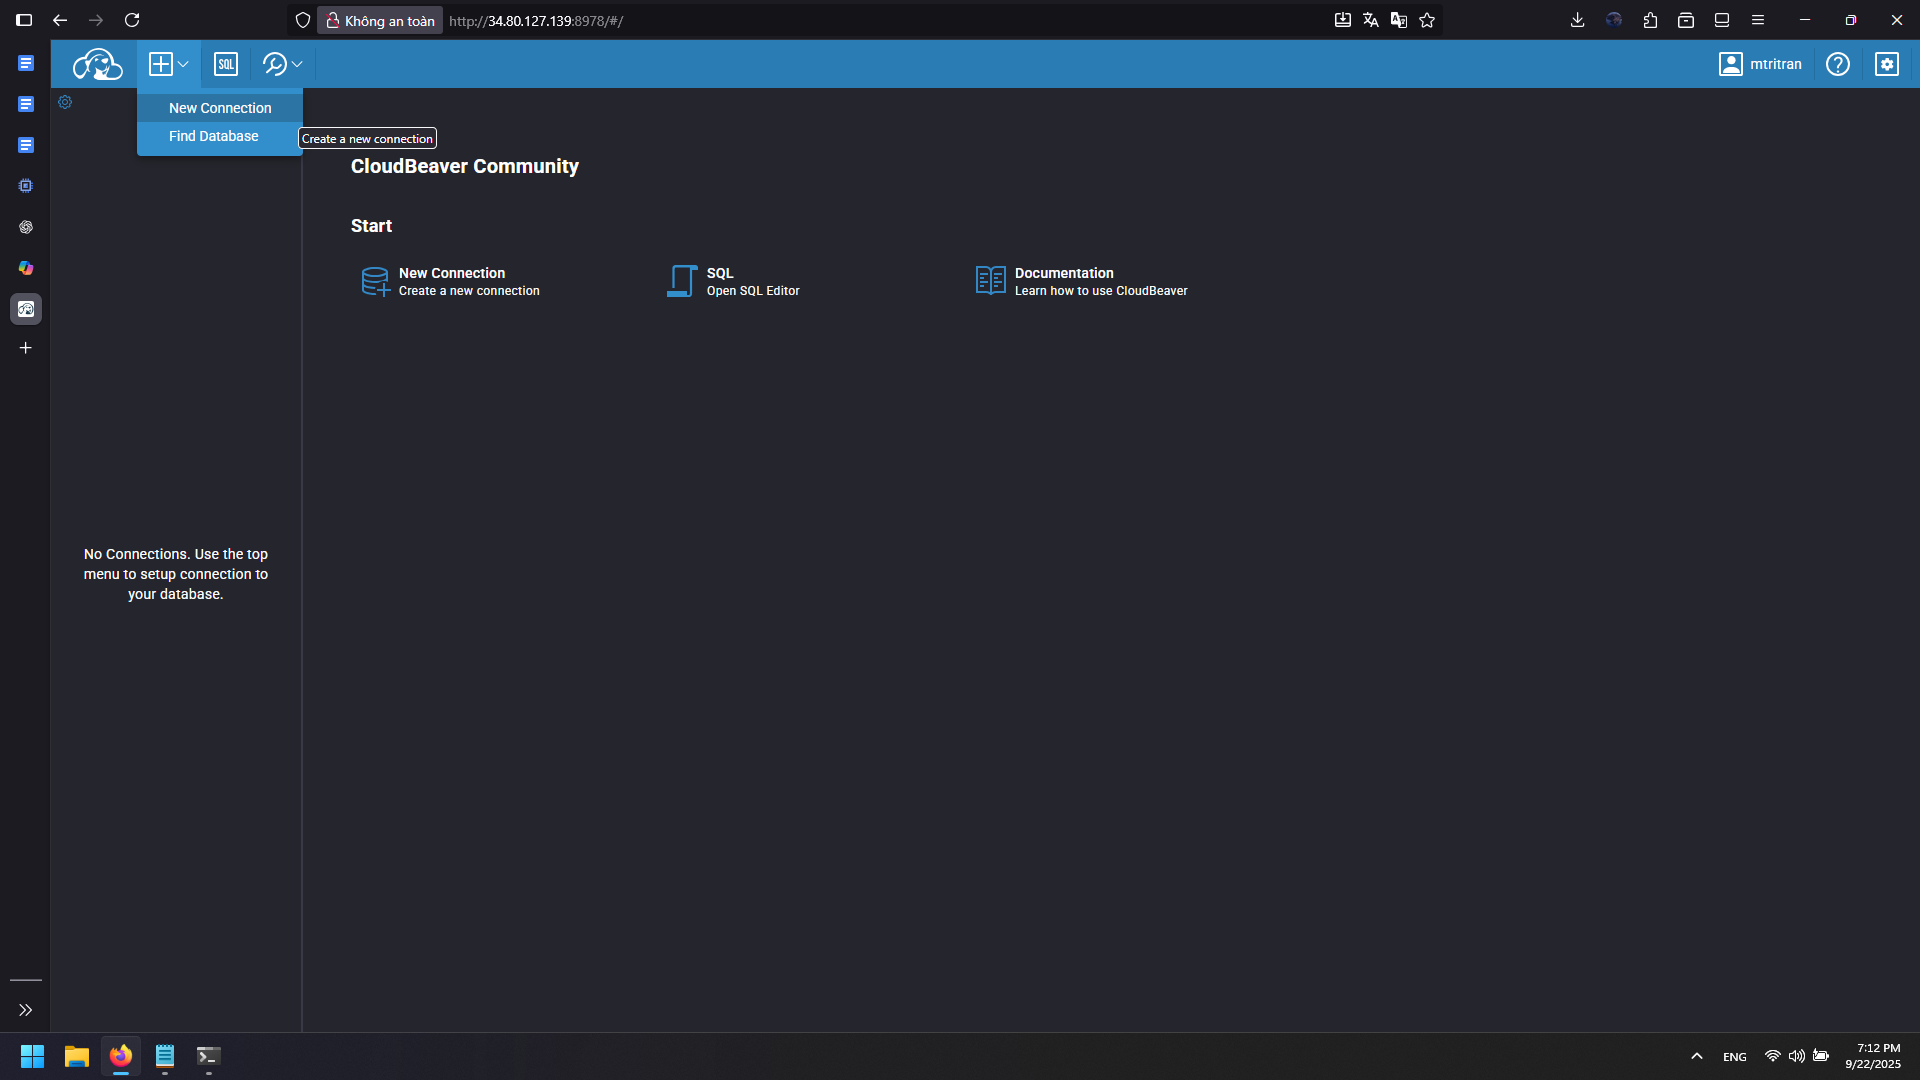 Không an toàn
http://34.80.127.139:8978/#/
SQL
mtritran
New Connection
Find Database
Create a new connection
CloudBeaver Community
Start
New Connection
Create a new connection
SQL
Open SQL Editor
Documentation
Learn how to use CloudBeaver
No Connections. Use the top
menu to setup connection to
your database.
ENG
7:12 PM
9/22/2025